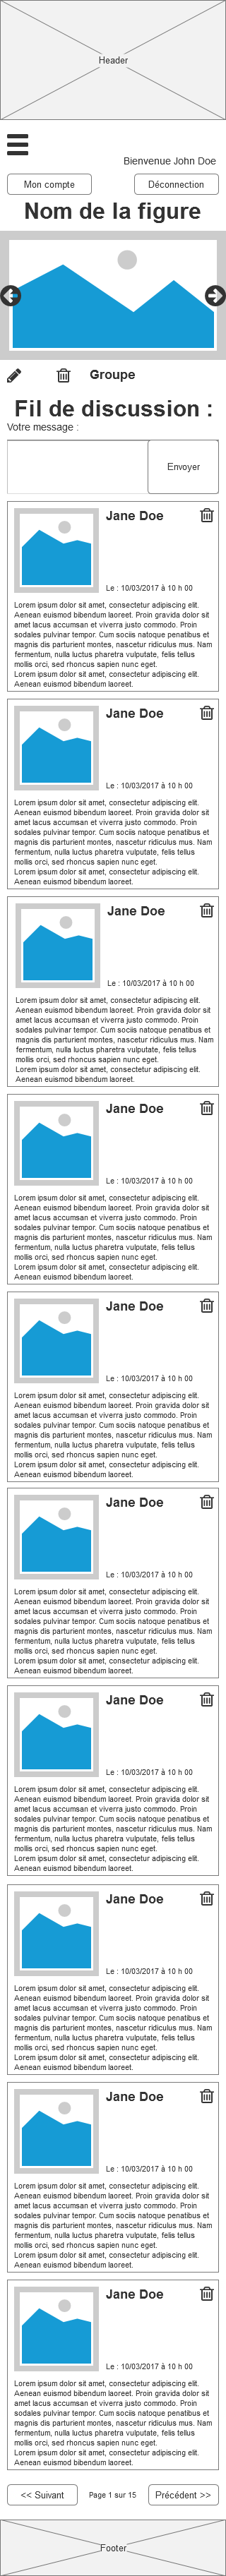 Header
Bienvenue John Doe
Mon compte
Déconnection
Nom de la figure
Groupe
Fil de discussion :
Votre message :
Envoyer
Jane Doe
Le : 10/03/2017 à 10 h 00
Lorem ipsum dolor sit amet, consectetur adipiscing elit.
Aenean euismod bibendum laoreet. Proin gravida dolor sit
amet lacus accumsan et viverra justo commodo. Proin
sodales pulvinar tempor. Cum sociis natoque penatibus et
magnis dis parturient montes, nascetur ridiculus mus. Nam
fermentum, nulla luctus pharetra vulputate, felis tellus
mollis orci, sed rhoncus sapien nunc eget.
Lorem ipsum dolor sit amet, consectetur adipiscing elit.
Aenean euismod bibendum laoreet.
Jane Doe
Le : 10/03/2017 à 10 h 00
Lorem ipsum dolor sit amet, consectetur adipiscing elit.
Aenean euismod bibendum laoreet. Proin gravida dolor sit
amet lacus accumsan et viverra justo commodo. Proin
sodales pulvinar tempor. Cum sociis natoque penatibus et
magnis dis parturient montes, nascetur ridiculus mus. Nam
fermentum, nulla luctus pharetra vulputate, felis tellus
mollis orci, sed rhoncus sapien nunc eget.
Lorem ipsum dolor sit amet, consectetur adipiscing elit.
Aenean euismod bibendum laoreet.
Jane Doe
Le : 10/03/2017 à 10 h 00
Lorem ipsum dolor sit amet, consectetur adipiscing elit.
Aenean euismod bibendum laoreet. Proin gravida dolor
sit amet lacus accumsan et viverra justo commodo. Proin
sodales pulvinar tempor. Cum sociis natoque penatibus et
magnis dis parturient montes, nascetur ridiculus mus. Nam
fermentum, nulla luctus pharetra vulputate, felis tellus
mollis orci, sed rhoncus sapien nunc eget.
Lorem ipsum dolor sit amet, consectetur adipiscing elit.
Aenean euismod bibendum laoreet.
Jane Doe
Le : 10/03/2017 à 10 h 00
Lorem ipsum dolor sit amet, consectetur adipiscing elit.
Aenean euismod bibendum laoreet. Proin gravida dolor sit
amet lacus accumsan et viverra justo commodo. Proin
sodales pulvinar tempor. Cum sociis natoque penatibus et
magnis dis parturient montes, nascetur ridiculus mus. Nam
fermentum, nulla luctus pharetra vulputate, felis tellus
mollis orci, sed rhoncus sapien nunc eget.
Lorem ipsum dolor sit amet, consectetur adipiscing elit.
Aenean euismod bibendum laoreet.
Jane Doe
Le : 10/03/2017 à 10 h 00
Lorem ipsum dolor sit amet, consectetur adipiscing elit.
Aenean euismod bibendum laoreet. Proin gravida dolor sit
amet lacus accumsan et viverra justo commodo. Proin
sodales pulvinar tempor. Cum sociis natoque penatibus et
magnis dis parturient montes, nascetur ridiculus mus. Nam
fermentum, nulla luctus pharetra vulputate, felis tellus
mollis orci, sed rhoncus sapien nunc eget.
Lorem ipsum dolor sit amet, consectetur adipiscing elit.
Aenean euismod bibendum laoreet.
Jane Doe
Le : 10/03/2017 à 10 h 00
Lorem ipsum dolor sit amet, consectetur adipiscing elit.
Aenean euismod bibendum laoreet. Proin gravida dolor sit
amet lacus accumsan et viverra justo commodo. Proin
sodales pulvinar tempor. Cum sociis natoque penatibus et
magnis dis parturient montes, nascetur ridiculus mus. Nam
fermentum, nulla luctus pharetra vulputate, felis tellus
mollis orci, sed rhoncus sapien nunc eget.
Lorem ipsum dolor sit amet, consectetur adipiscing elit.
Aenean euismod bibendum laoreet.
Jane Doe
Le : 10/03/2017 à 10 h 00
Lorem ipsum dolor sit amet, consectetur adipiscing elit.
Aenean euismod bibendum laoreet. Proin gravida dolor sit
amet lacus accumsan et viverra justo commodo. Proin
sodales pulvinar tempor. Cum sociis natoque penatibus et
magnis dis parturient montes, nascetur ridiculus mus. Nam
fermentum, nulla luctus pharetra vulputate, felis tellus
mollis orci, sed rhoncus sapien nunc eget.
Lorem ipsum dolor sit amet, consectetur adipiscing elit.
Aenean euismod bibendum laoreet.
Jane Doe
Le : 10/03/2017 à 10 h 00
Lorem ipsum dolor sit amet, consectetur adipiscing elit.
Aenean euismod bibendum laoreet. Proin gravida dolor sit
amet lacus accumsan et viverra justo commodo. Proin
sodales pulvinar tempor. Cum sociis natoque penatibus et
magnis dis parturient montes, nascetur ridiculus mus. Nam
fermentum, nulla luctus pharetra vulputate, felis tellus
mollis orci, sed rhoncus sapien nunc eget.
Lorem ipsum dolor sit amet, consectetur adipiscing elit.
Aenean euismod bibendum laoreet.
Jane Doe
Le : 10/03/2017 à 10 h 00
Lorem ipsum dolor sit amet, consectetur adipiscing elit.
Aenean euismod bibendum laoreet. Proin gravida dolor sit
amet lacus accumsan et viverra justo commodo. Proin
sodales pulvinar tempor. Cum sociis natoque penatibus et
magnis dis parturient montes, nascetur ridiculus mus. Nam
fermentum, nulla luctus pharetra vulputate, felis tellus
mollis orci, sed rhoncus sapien nunc eget.
Lorem ipsum dolor sit amet, consectetur adipiscing elit.
Aenean euismod bibendum laoreet.
Jane Doe
Le : 10/03/2017 à 10 h 00
Lorem ipsum dolor sit amet, consectetur adipiscing elit.
Aenean euismod bibendum laoreet. Proin gravida dolor sit
amet lacus accumsan et viverra justo commodo. Proin
sodales pulvinar tempor. Cum sociis natoque penatibus et
magnis dis parturient montes, nascetur ridiculus mus. Nam
fermentum, nulla luctus pharetra vulputate, felis tellus
mollis orci, sed rhoncus sapien nunc eget.
Lorem ipsum dolor sit amet, consectetur adipiscing elit.
Aenean euismod bibendum laoreet.
<< Suivant
Page 1 sur 15
Précédent >>
Footer